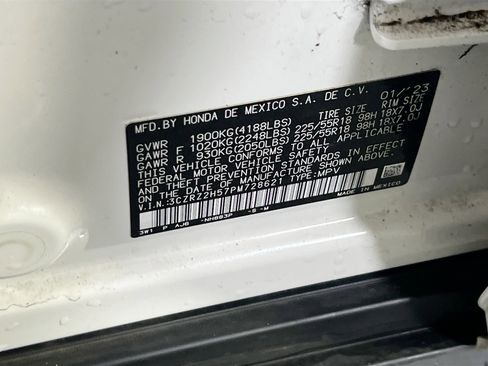 MFD.BY HONDA DE MEXICO S.A. DE C.V. 01/'23
TIRE SIZE RIM SIZE
GVWR 1900KG(4188LBS)
GAWR F 1020KG(2248LBS) 225/55R18 98H 18X7.0J
GAWR R 930KG(2050LBS) 225/55R18 98H 18X7.0J
THIS VEHICLE CONFORMS TO ALL APPLICABLE
FEDERAL MOTOR VEHICLE SAFETY AND
THEFT PREVENTION STANDARDS IN EFFECT ON
THE DATE OF MANUFACTURE SHOWN ABOVE.
V.I.N.:3CZRZ2H57PM728621 TYPE:MPV
3W1 P AJ6 -NH883P -S -M
MADE IN MEXICO